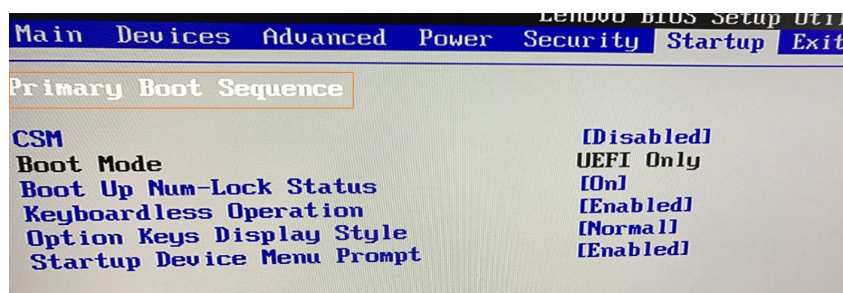 Lenovo BIOS Setup
Main Devices Advanced Power Security Startup Exit
Primary Boot Sequence
CSM [Disabled]
Boot Mode UEFI Only
Boot Up Num-Lock Status [On]
Keyboardless Operation [Enabled]
Option Keys Display Style [Normal]
Startup Device Menu Prompt [Enabled]